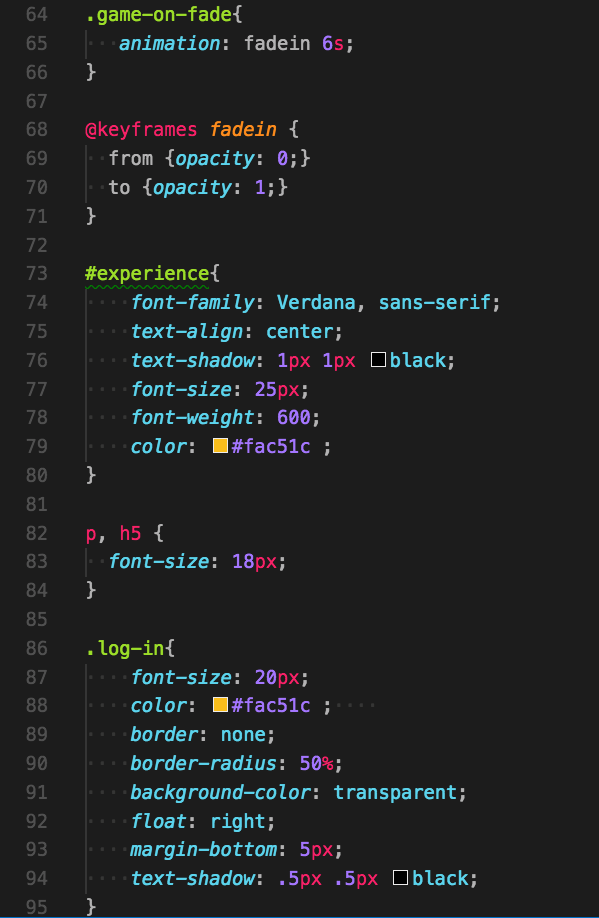 64 .game-on-fade{
65 animation: fadein 6s;
66 }
67
68 @keyframes fadein {
69 from {opacity: 0;}
70 to {opacity: 1;}
71 }
72
73 #experience{
74 font-family: Verdana, sans-serif;
75 text-align: center;
76 text-shadow: 1px 1px black;
77 font-size: 25px;
78 font-weight: 600;
79 color: #fac51c ;
80 }
81
82 p, h5 {
83 font-size: 18px;
84 }
85
86 .log-in{
87 font-size: 20px;
88 color: #fac51c ;
89 border: none;
90 border-radius: 50%;
91 background-color: transparent;
92 float: right;
93 margin-bottom: 5px;
94 text-shadow: .5px .5px black;
95 }